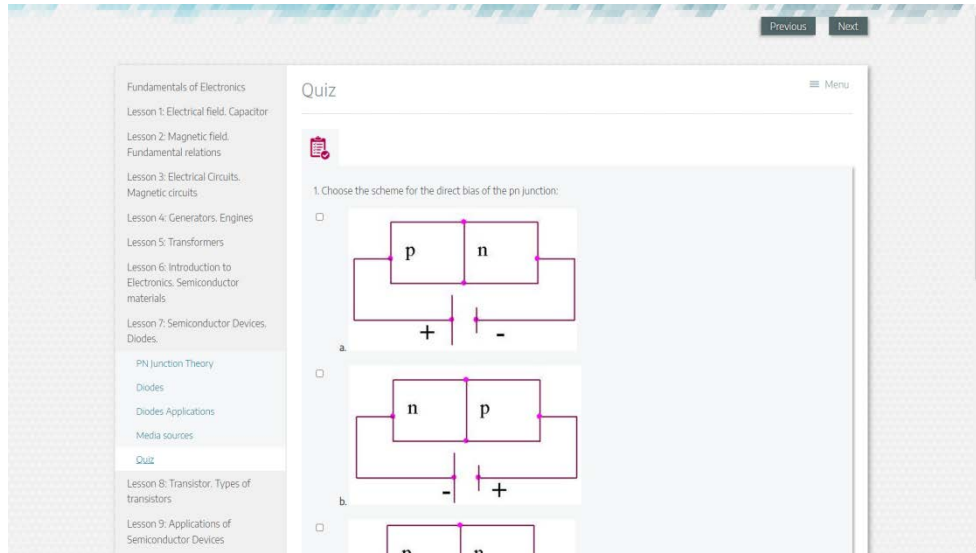 Previous
Next
Fundamentals of Electronics
Lesson 1: Electrical field. Capacitor
Lesson 2: Magnetic field.
Fundamental relations
Lesson 3: Electrical Circuits.
Magnetic circuits
Lesson 4: Generators. Engines
Lesson 5: Transformers
Lesson 6: Introduction to
Electronics. Semiconductor
materials
Lesson 7: Semiconductor Devices.
Diodes.
PN Junction Theory
Diodes
Diodes Applications
Media sources
Quiz
Lesson 8: Transistor. Types of
transistors
Lesson 9: Applications of
Semiconductor Devices
Quiz
Menu
1. Choose the scheme for the direct bias of the pn junction:
p n
+ -
a.
n p
- +
b.